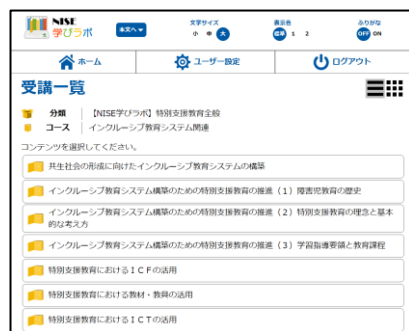 NISE
学びラボ
本文へ
文字サイズ
小 中 大
表示色
標準 1 2
ふりがな
OFF ON
ホーム
ユーザー設定
ログアウト
受講一覧
分類 【NISE学びラボ】特別支援教育全般
コース インクルーシブ教育システム関連
コンテンツを選択してください。
共生社会の形成に向けたインクルーシブ教育システムの構築
インクルーシブ教育システム構築のための特別支援教育の推進（1）障害児教育の歴史
インクルーシブ教育システム構築のための特別支援教育の推進（2）特別支援教育の理念と基本
的な考え方
インクルーシブ教育システム構築のための特別支援教育の推進（3）学習指導要領と教育課程
特別支援教育におけるＩＣＦの活用
特別支援教育における教材・教具の活用
特別支援教育におけるＩＣＴの活用